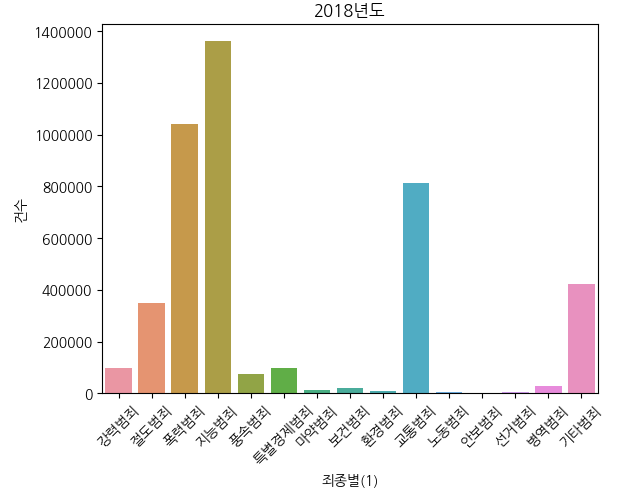 2018년도
1400000
1200000
1000000
800000
600000
400000
200000
0
건수
강력범죄
절도범죄
폭력범죄
지능범죄
풍속범죄
특별경제범죄
마약범죄
보건범죄
환경범죄
교통범죄
노동범죄
안보범죄
선거범죄
병역범죄
기타범죄
죄종별(1)